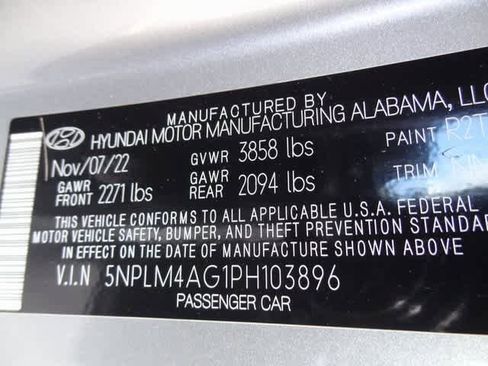 MANUFACTURED BY
HYUNDAI MOTOR MANUFACTURING ALABAMA, LLC
Nov/07/22 GVWR 3858 lbs PAINT R2T
GAWR FRONT 2271 lbs GAWR REAR 2094 lbs TRIM
THIS VEHICLE CONFORMS TO ALL APPLICABLE U.S.A. FEDERAL
MOTOR VEHICLE SAFETY, BUMPER, AND THEFT PREVENTION STANDAR
IN EFFECT ON THE DATE OF MANUFACTURE SHOWN ABOVE
V.I.N 5NPLM4AG1PH103896
PASSENGER CAR